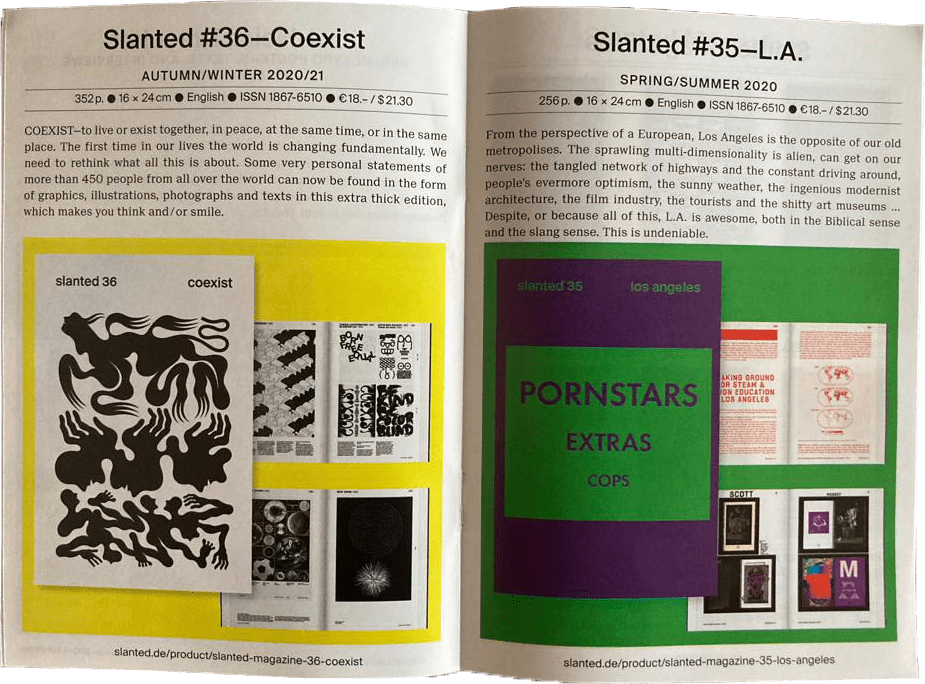 Slanted #36—Coexist
AUTUMN/WINTER 2020/21
352 p. ● 16 × 24 cm ● English ● ISSN 1867-6510 ● €18.– / $21.30
COEXIST—to live or exist together, in peace, at the same time, or in the same
place. The first time in our lives the world is changing fundamentally. We
need to rethink what all this is about. Some very personal statements of
more than 450 people from all over the world can now be found in the form
of graphics, illustrations, photographs and texts in this extra thick edition,
which makes you think and/or smile.
slanted 36 coexist
BORN
FREE
EQUAL
slanted.de/product/slanted-magazine-36-coexist
Slanted #35—L.A.
SPRING/SUMMER 2020
256 p. ● 16 × 24 cm ● English ● ISSN 1867-6510 ● €18.– / $21.30
From the perspective of a European, Los Angeles is the opposite of our old
metropolises. The sprawling multi-dimensionality is alien, can get on our
nerves: the tangled network of highways and the constant driving around,
people's evermore optimism, the sunny weather, the ingenious modernist
architecture, the film industry, the tourists and the shitty art museums ...
Despite, or because all of this, L.A. is awesome, both in the Biblical sense
and the slang sense. This is undeniable.
slanted 35 los angeles
PORNSTARS
EXTRAS
COPS
AKING GROUND
OR STEAM &
IGN EDUCATION
LOS ANGELES
SCOTT
M
slanted.de/product/slanted-magazine-35-los-angeles